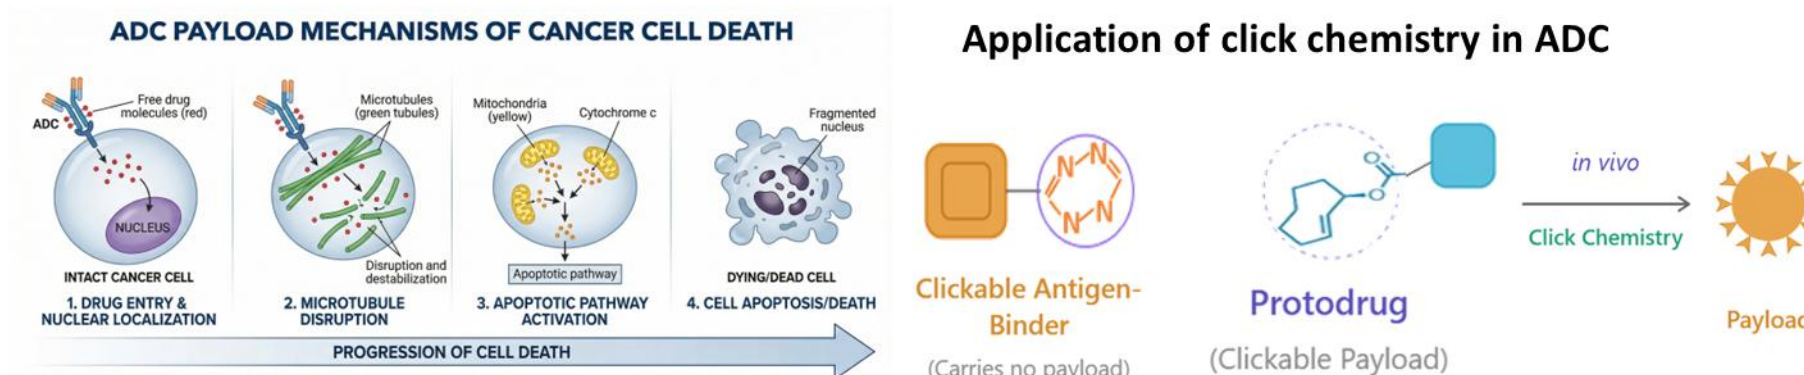 ADC PAYLOAD MECHANISMS OF CANCER CELL DEATH
ADC
Free drug
molecules (red)
NUCLEUS
INTACT CANCER CELL
1. DRUG ENTRY &
NUCLEAR LOCALIZATION
Microtubules
(green tubules)
Disruption and
destabilization
2. MICROTUBULE
DISRUPTION
Mitochondria
(yellow)
Cytochrome c
Apoptotic pathway
3. APOPTOTIC PATHWAY
ACTIVATION
Fragmented
nucleus
DYING/DEAD CELL
4. CELL APOPTOSIS/DEATH
PROGRESSION OF CELL DEATH
Application of click chemistry in ADC
N N
N N
Clickable Antigen-
Binder
(Carries no payload)
O
O
Protodrug
(Clickable Payload)
in vivo
Click Chemistry
Payload